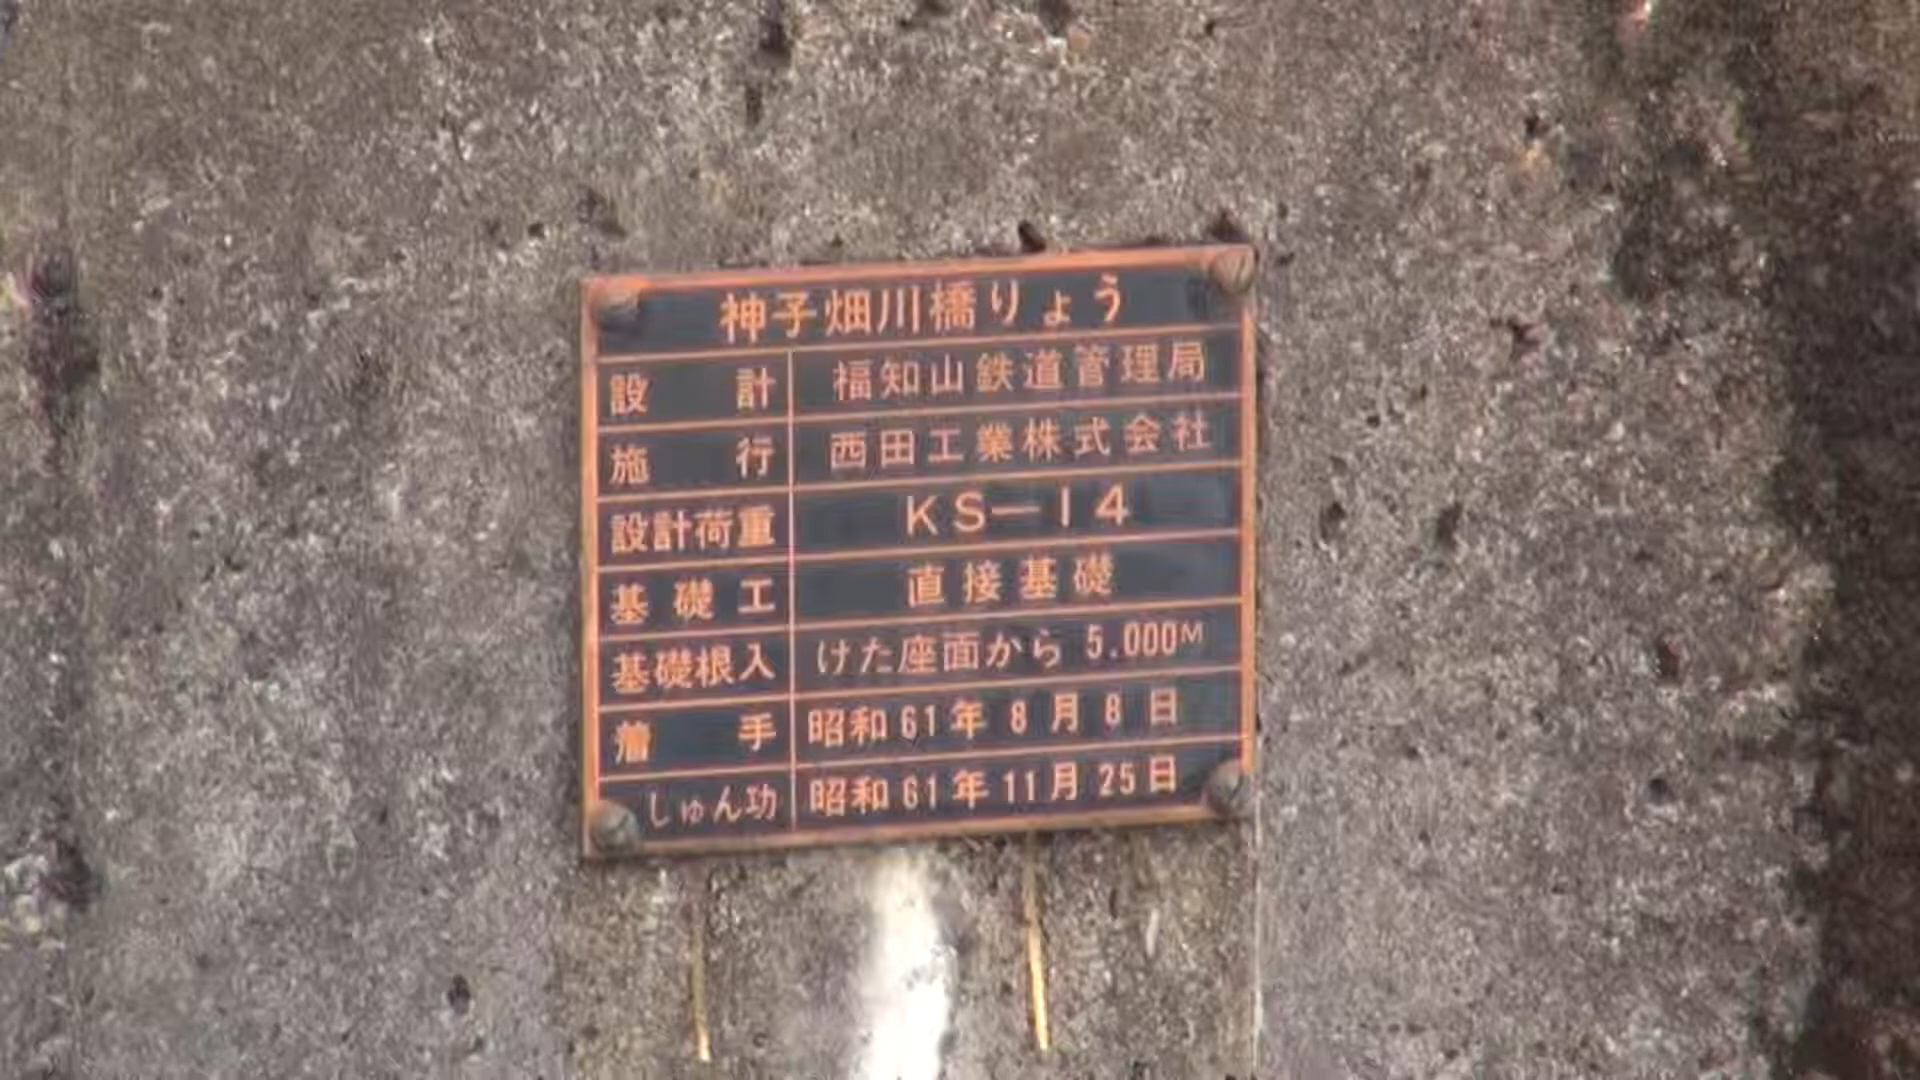 神子畑川橋りょう
設計 福知山鉄道管理局
施行 西田工業株式会社
設計荷重 KS-14
基礎工 直接基礎
基礎根入 けた座面から 5.000M
着手 昭和61年8月8日
しゅん功 昭和61年11月25日